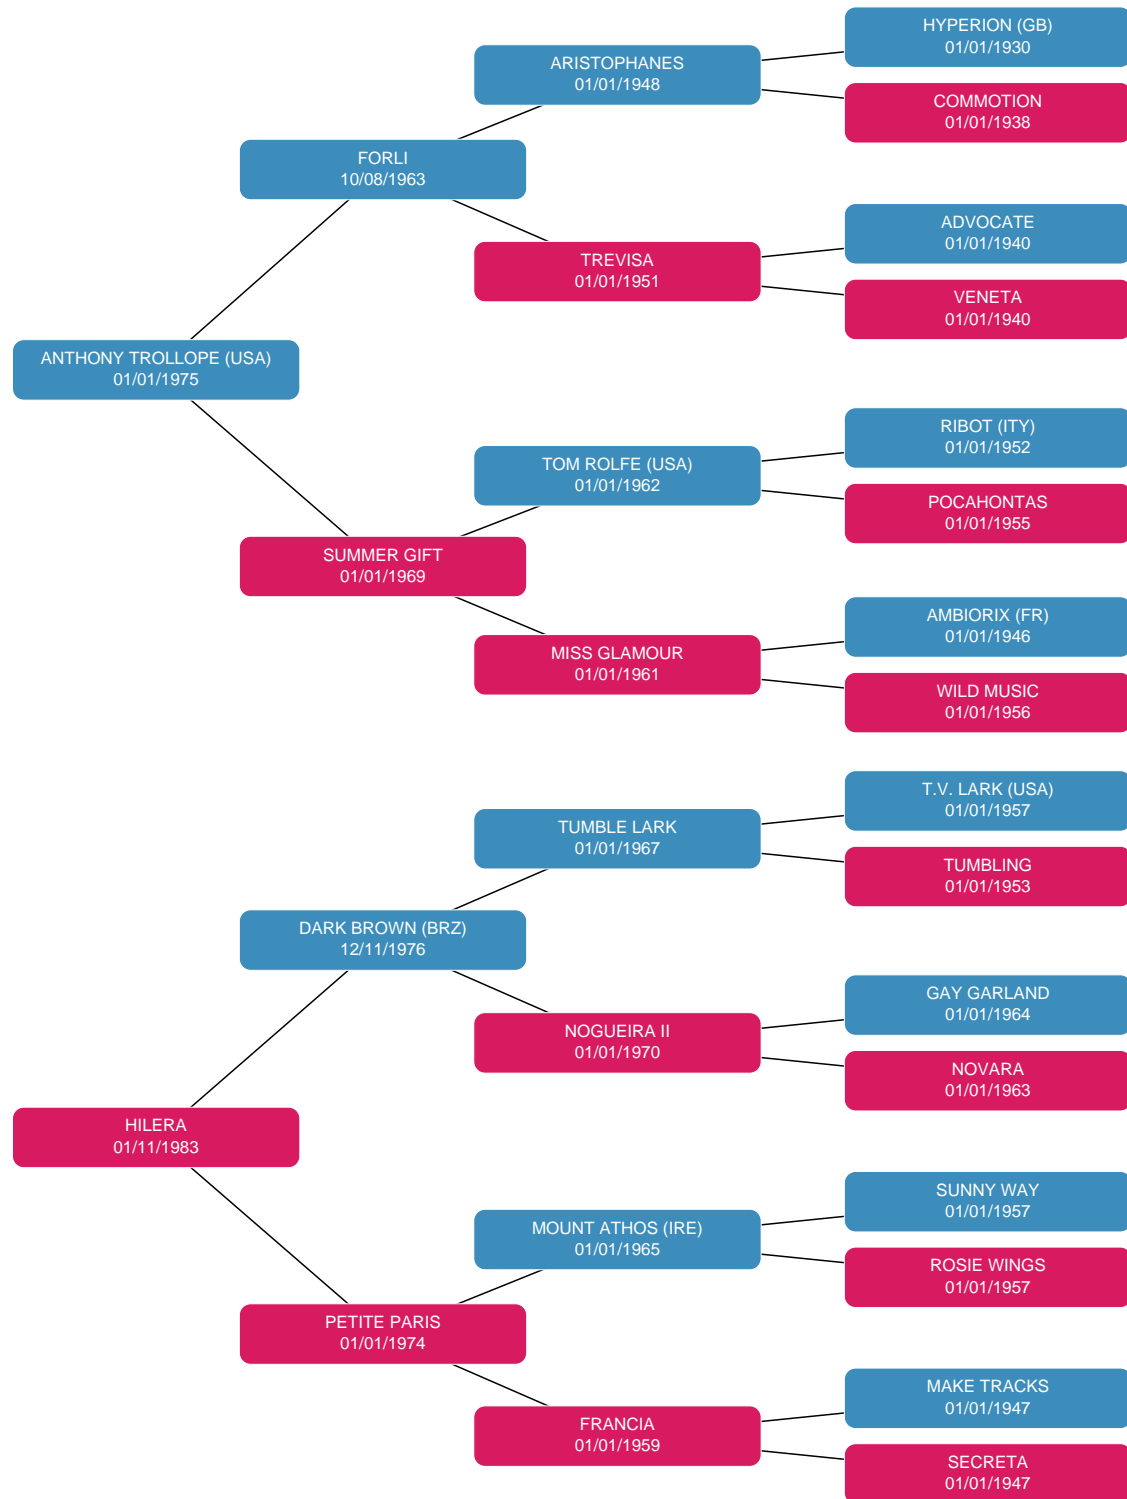 HYPERION (GB)
01/01/1930
ARISTOPHANES
01/01/1948
COMMOTION
01/01/1938
FORLI
10/08/1963
ADVOCATE
01/01/1940
TREVISA
01/01/1951
VENETA
01/01/1940
ANTHONY TROLLOPE (USA)
01/01/1975
RIBOT (ITY)
01/01/1952
TOM ROLFE (USA)
01/01/1962
POCAHONTAS
01/01/1955
SUMMER GIFT
01/01/1969
AMBIORIX (FR)
01/01/1946
MISS GLAMOUR
01/01/1961
WILD MUSIC
01/01/1956
T.V. LARK (USA)
01/01/1957
TUMBLE LARK
01/01/1967
TUMBLING
01/01/1953
DARK BROWN (BRZ)
12/11/1976
GAY GARLAND
01/01/1964
NOGUEIRA II
01/01/1970
NOVARA
01/01/1963
HILERA
01/11/1983
SUNNY WAY
01/01/1957
MOUNT ATHOS (IRE)
01/01/1965
ROSIE WINGS
01/01/1957
PETITE PARIS
01/01/1974
MAKE TRACKS
01/01/1947
FRANCIA
01/01/1959
SECRETA
01/01/1947